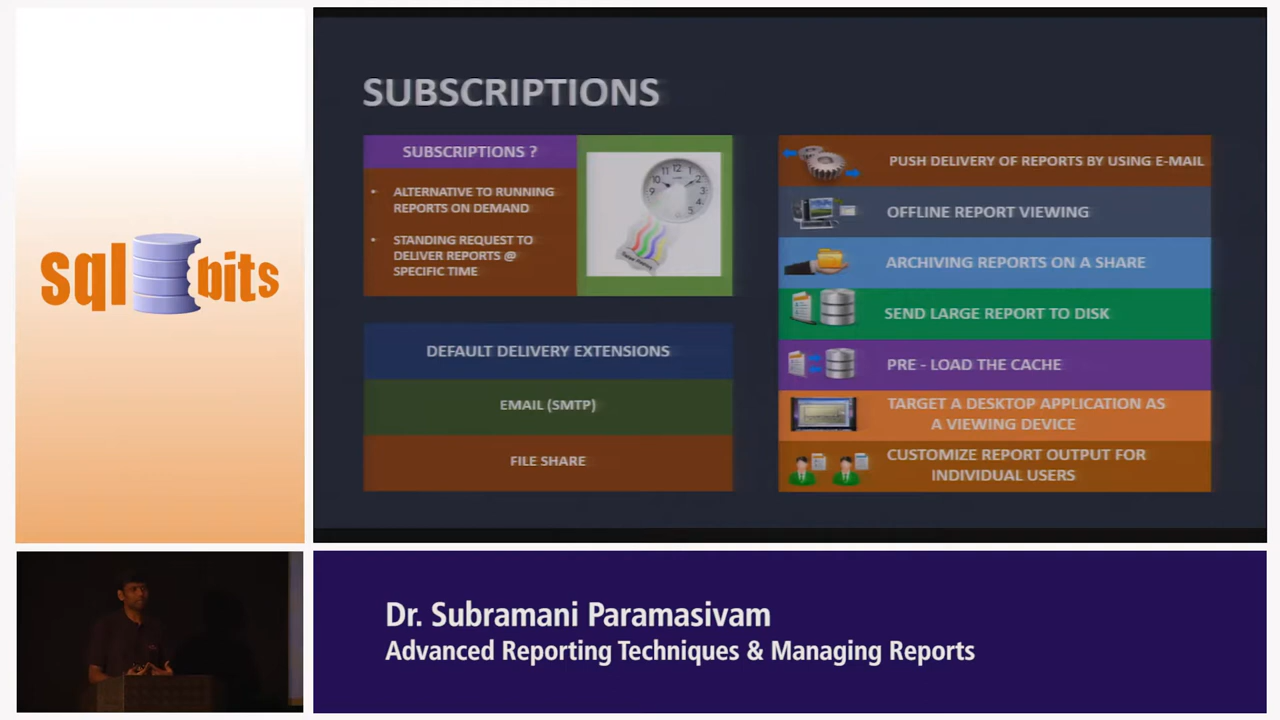 sql bits
SUBSCRIPTIONS
SUBSCRIPTIONS ?
• ALTERNATIVE TO RUNNING
REPORTS ON DEMAND
• STANDING REQUEST TO
DELIVER REPORTS @
SPECIFIC TIME
DEFAULT DELIVERY EXTENSIONS
EMAIL (SMTP)
FILE SHARE
PUSH DELIVERY OF REPORTS BY USING E-MAIL
OFFLINE REPORT VIEWING
ARCHIVING REPORTS ON A SHARE
SEND LARGE REPORT TO DISK
PRE - LOAD THE CACHE
TARGET A DESKTOP APPLICATION AS
A VIEWING DEVICE
CUSTOMIZE REPORT OUTPUT FOR
INDIVIDUAL USERS
Dr. Subramani Paramasivam
Advanced Reporting Techniques & Managing Reports